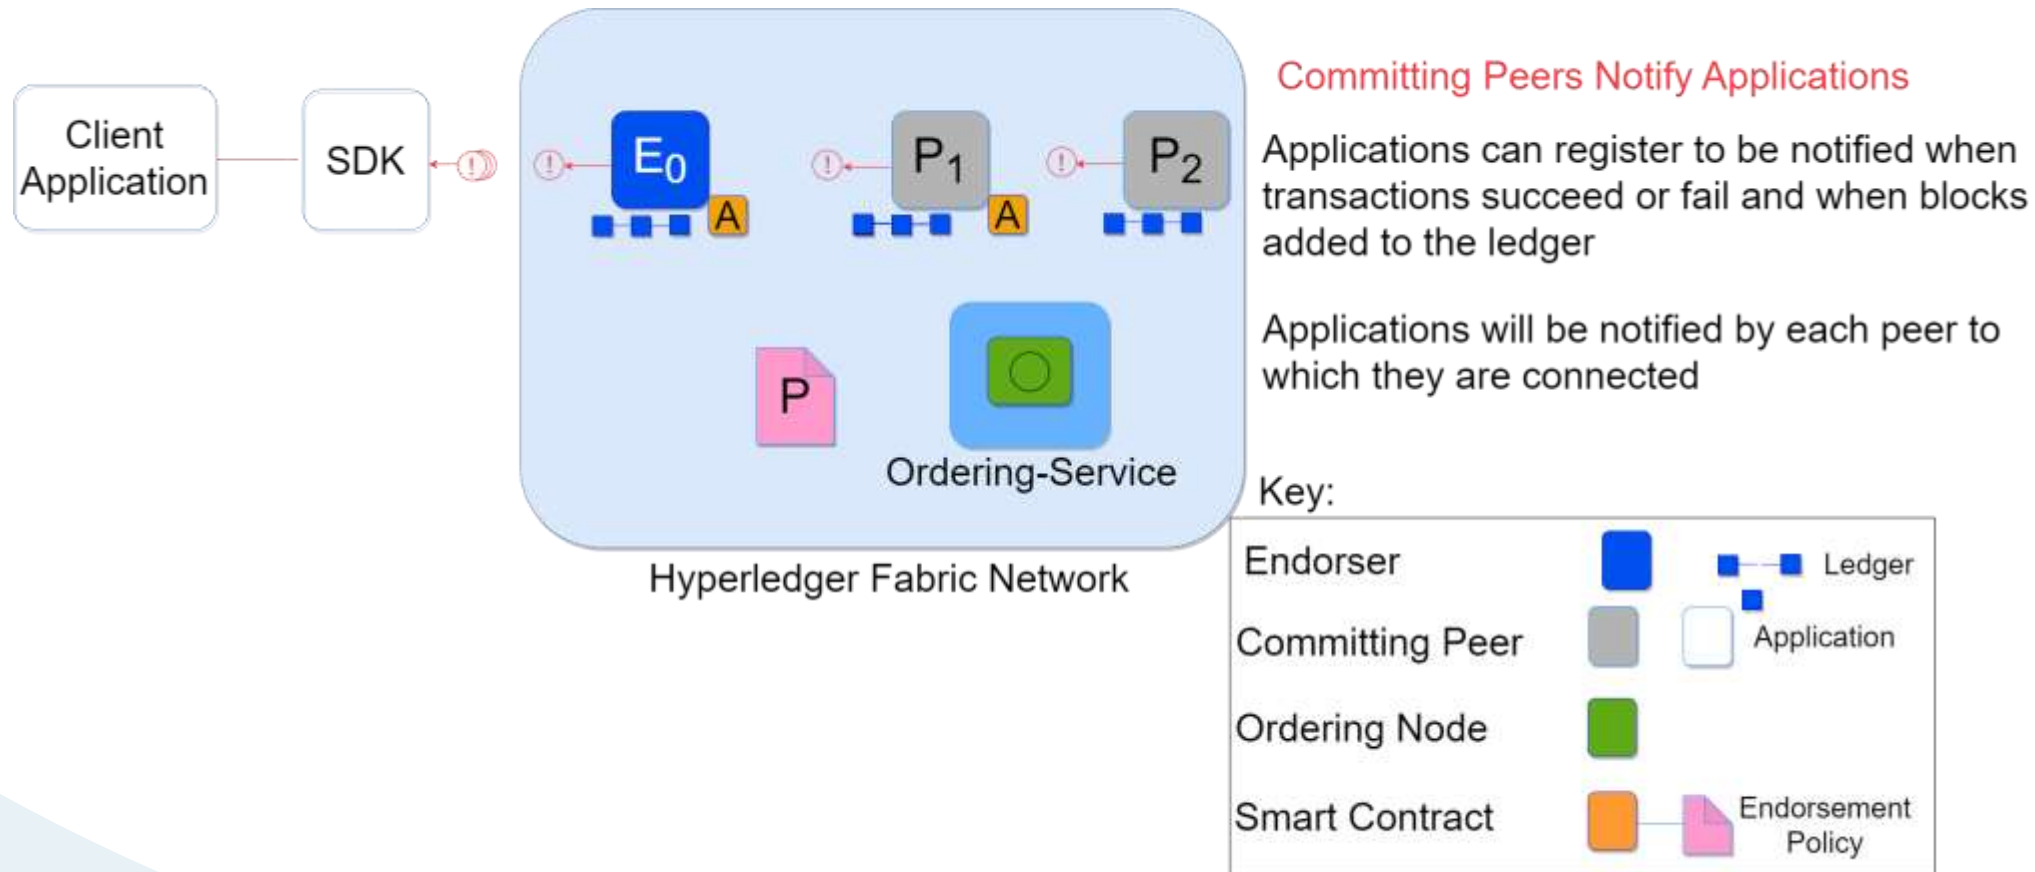 Client
Application
SDK
!
!
E0
A
!
P1
A
!
P2
P
Ordering-Service
Hyperledger Fabric Network
Committing Peers Notify Applications
Applications can register to be notified when
transactions succeed or fail and when blocks
added to the ledger
Applications will be notified by each peer to
which they are connected
Key:
Endorser
Ledger
Committing Peer
Application
Ordering Node
Smart Contract
Endorsement
Policy